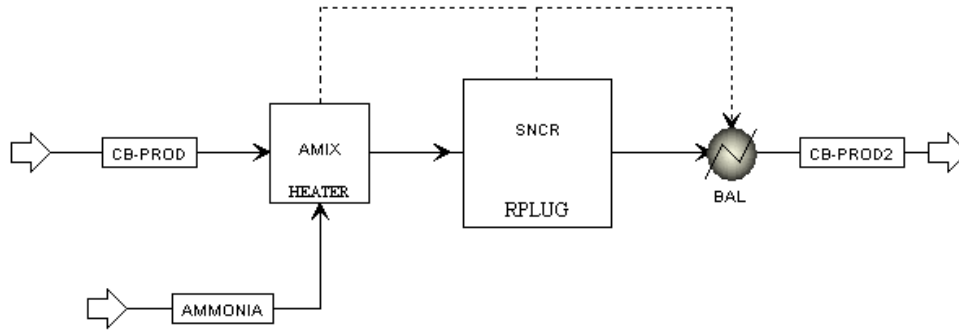 SNCR
CB-PROD
AMIX
CB-PROD2
HEATER
RPLUG
BAL
AMMONIA